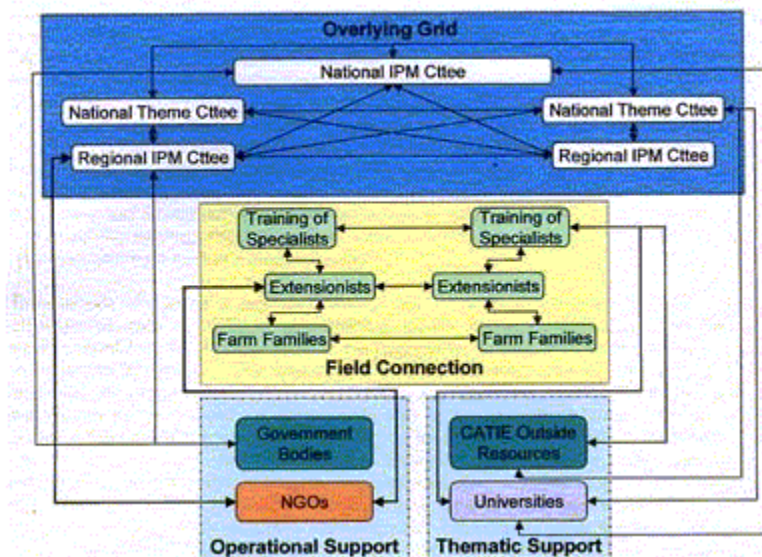 Overlying Grid
National IPM Cttee
National Theme Cttee
National Theme Cttee
Regional IPM Cttee
Regional IPM Cttee
Training of
Specialists
Training of
Specialists
Extensionists
Extensionists
Farm Families
Farm Families
Field Connection
Government
Bodies
CATIE Outside
Resources
NGOs
Universities
Operational Support
Thematic Support